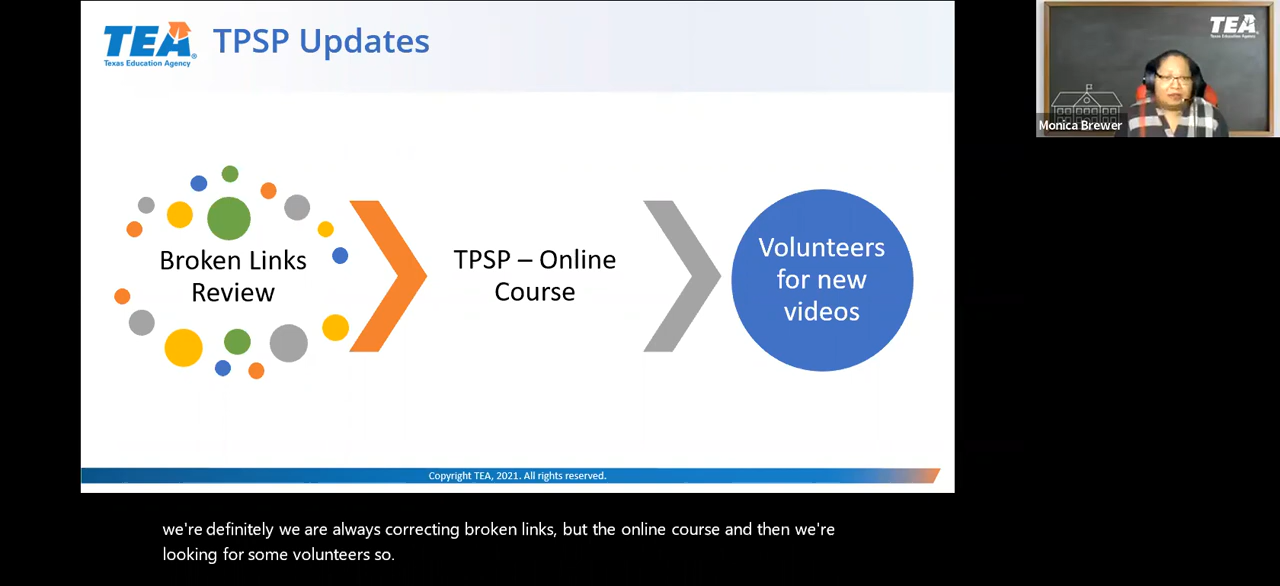 TEA
Texas Education Agency
TPSP Updates
TEA
Texas Education Agency
Monica Brewer
Broken Links
Review
TPSP – Online
Course
Volunteers
for new
videos
Copyright TEA, 2021. All rights reserved.
we're definitely we are always correcting broken links, but the online course and then we're
looking for some volunteers so.